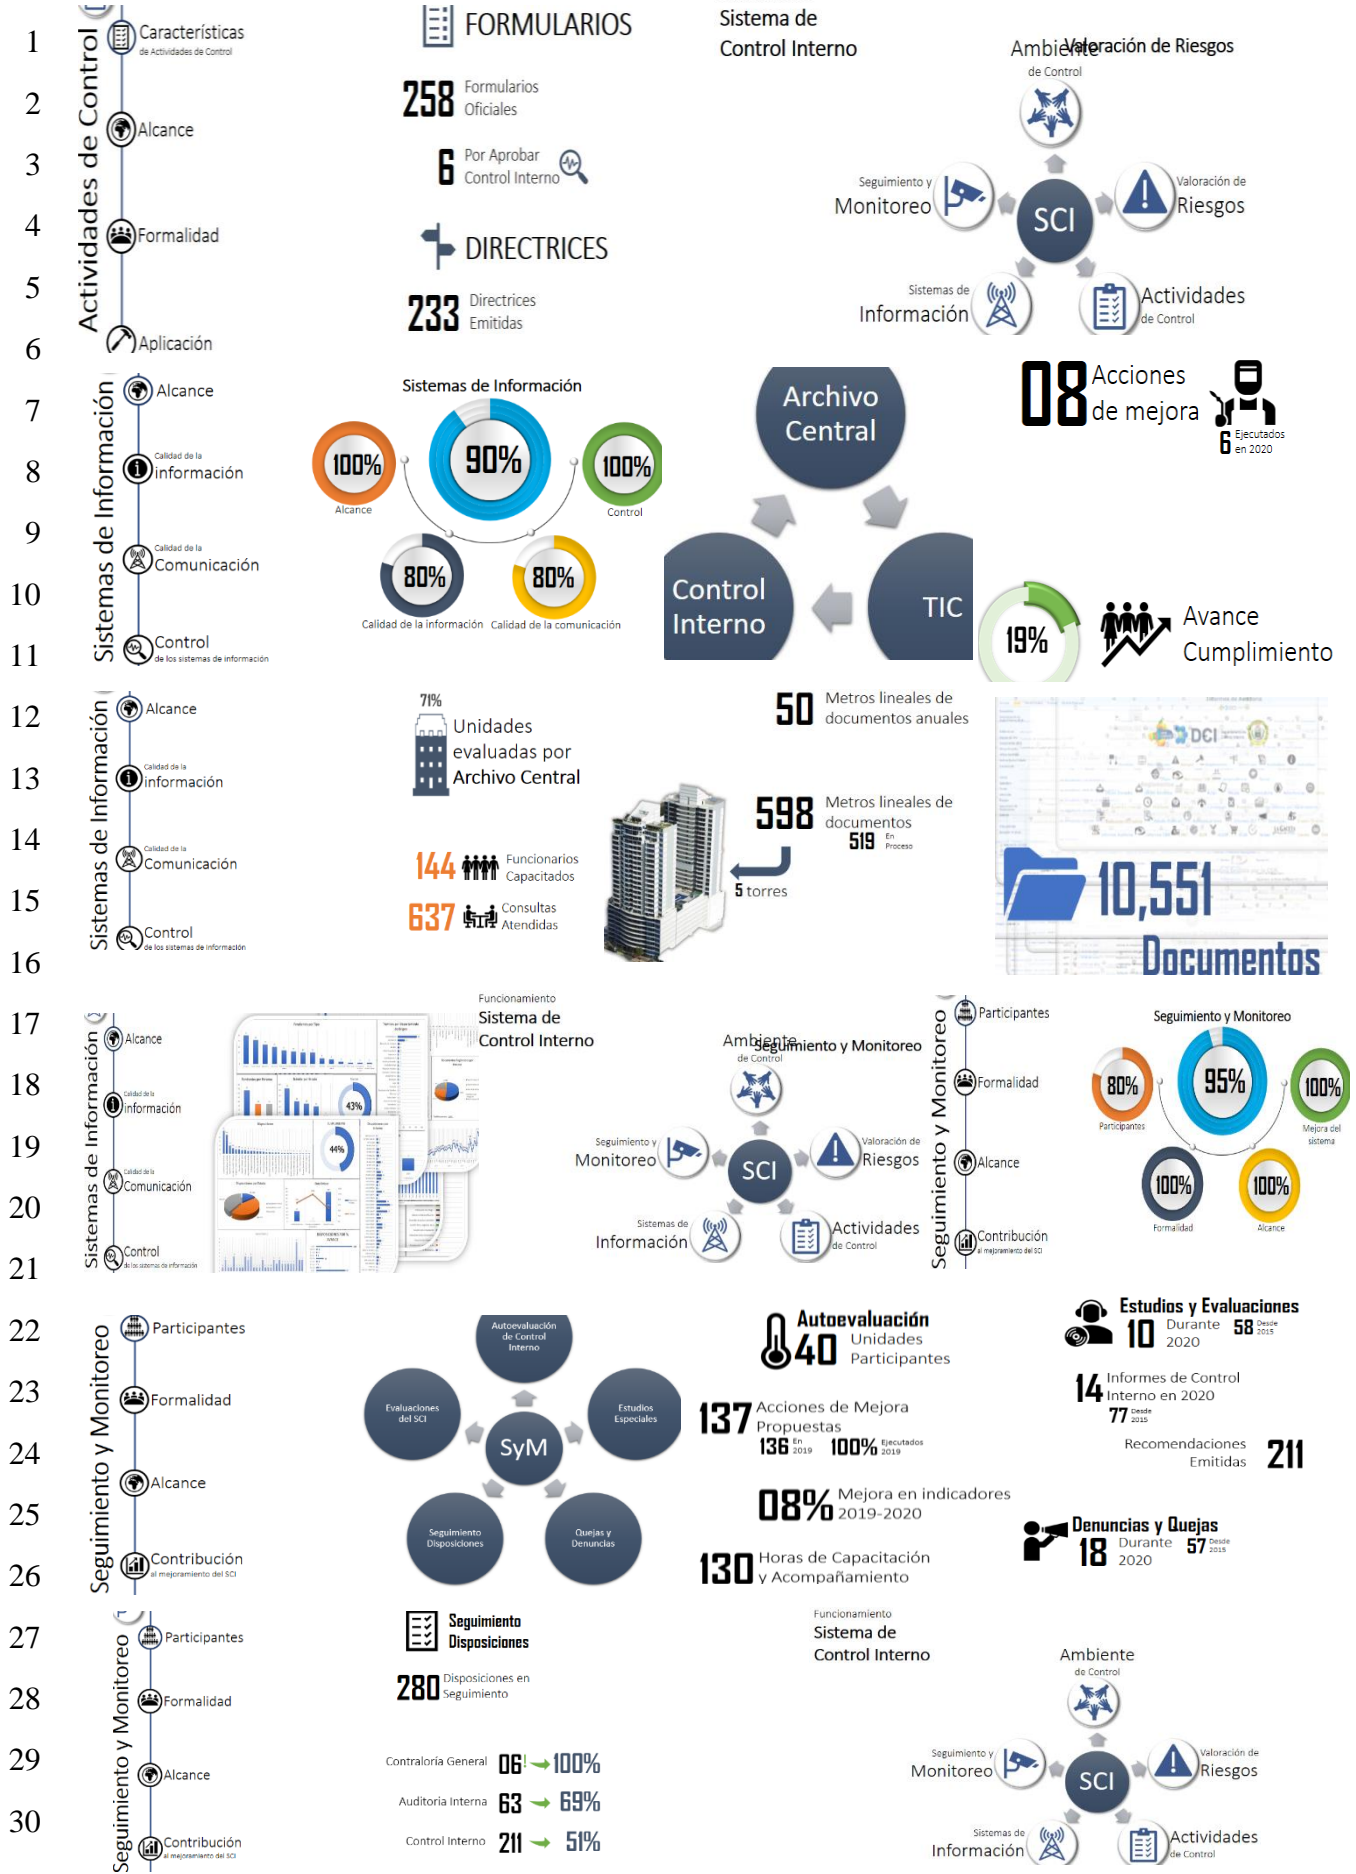 1
2
3
4
5
6
7
8
9
10
11
12
13
14
15
16
17
18
19
20
21
22
23
24
25
26
27
28
29
30
Actividades de Control
Características
de Actividades de Control
Alcance
Formalidad
Aplicación
FORMULARIOS
258 Formularios
Oficiales
6 Por Aprobar
Control Interno
DIRECTRICES
233 Directrices
Emitidas
Sistema de
Control Interno
Valoración de Riesgos
Ambiente
de Control
Seguimiento y
Monitoreo
SCI
Valoración de
Riesgos
Sistemas de
Información
Actividades
de Control
Sistemas de Información
Alcance
Calidad de la
información
Calidad de la
Comunicación
Control
de los sistemas de información
Sistemas de Información
100%
Alcance
90%
100%
Control
80%
Calidad de la información
80%
Calidad de la comunicación
Archivo
Central
Control
Interno
TIC
08 Acciones
de mejora
6 Ejecutados
en 2020
19%
Avance
Cumplimiento
Sistemas de Información
Alcance
Calidad de la
información
Calidad de la
Comunicación
Control
de los sistemas de información
71%
Unidades
evaluadas por
Archivo Central
144 Funcionarios
Capacitados
637 Consultas
Atendidas
50 Metros lineales de
documentos anuales
598 Metros lineales de
documentos
519 En
Proceso
5 torres
DCI
10,551
Documentos
Sistemas de Información
Alcance
Calidad de la
información
Calidad de la
Comunicación
Control
de los sistemas de información
43%
44%
Funcionamiento
Sistema de
Control Interno
Seguimiento y Monitoreo
Ambiente
de Control
Seguimiento y
Monitoreo
SCI
Valoración de
Riesgos
Sistemas de
Información
Actividades
de Control
Seguimiento y Monitoreo
Participantes
Formalidad
Alcance
Contribución
al mejoramiento del SCI
Seguimiento y Monitoreo
80%
Participantes
95%
100%
Mejora del
sistema
100%
Formalidad
100%
Alcance
Seguimiento y Monitoreo
Participantes
Formalidad
Alcance
Contribución
al mejoramiento del SCI
Autoevaluación
de Control
Interno
Evaluaciones
del SCI
Estudios
Especiales
SyM
Seguimiento
Disposiciones
Quejas y
Denuncias
Autoevaluación
40 Unidades
Participantes
137 Acciones de Mejora
Propuestas
136 En
2019
100% Ejecutados
2019
08% Mejora en indicadores
2019-2020
130 Horas de Capacitación
y Acompañamiento
Estudios y Evaluaciones
10 Durante
2020
58 Desde
2015
14 Informes de Control
Interno en 2020
77 Desde
2015
Recomendaciones
Emitidas 211
Denuncias y Quejas
18 Durante
2020
57 Desde
2015
Seguimiento y Monitoreo
Participantes
Formalidad
Alcance
Contribución
al mejoramiento del SCI
Seguimiento
Disposiciones
280 Disposiciones en
Seguimiento
Contraloría General 06! 100%
Auditoria Interna 63 69%
Control Interno 211 51%
Funcionamiento
Sistema de
Control Interno
Ambiente
de Control
Seguimiento y
Monitoreo
SCI
Valoración de
Riesgos
Sistemas de
Información
Actividades
de Control